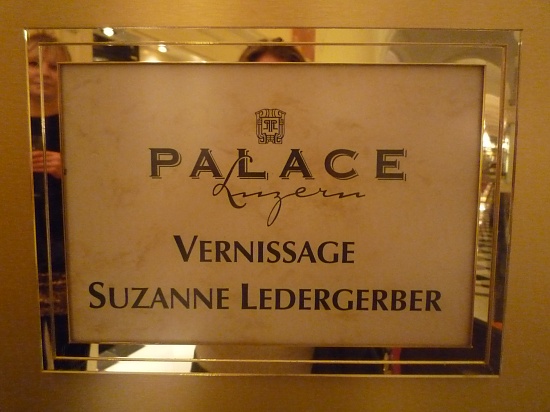 PALACE
Luzern
VERNISSAGE
SUZANNE LEDERGERBER